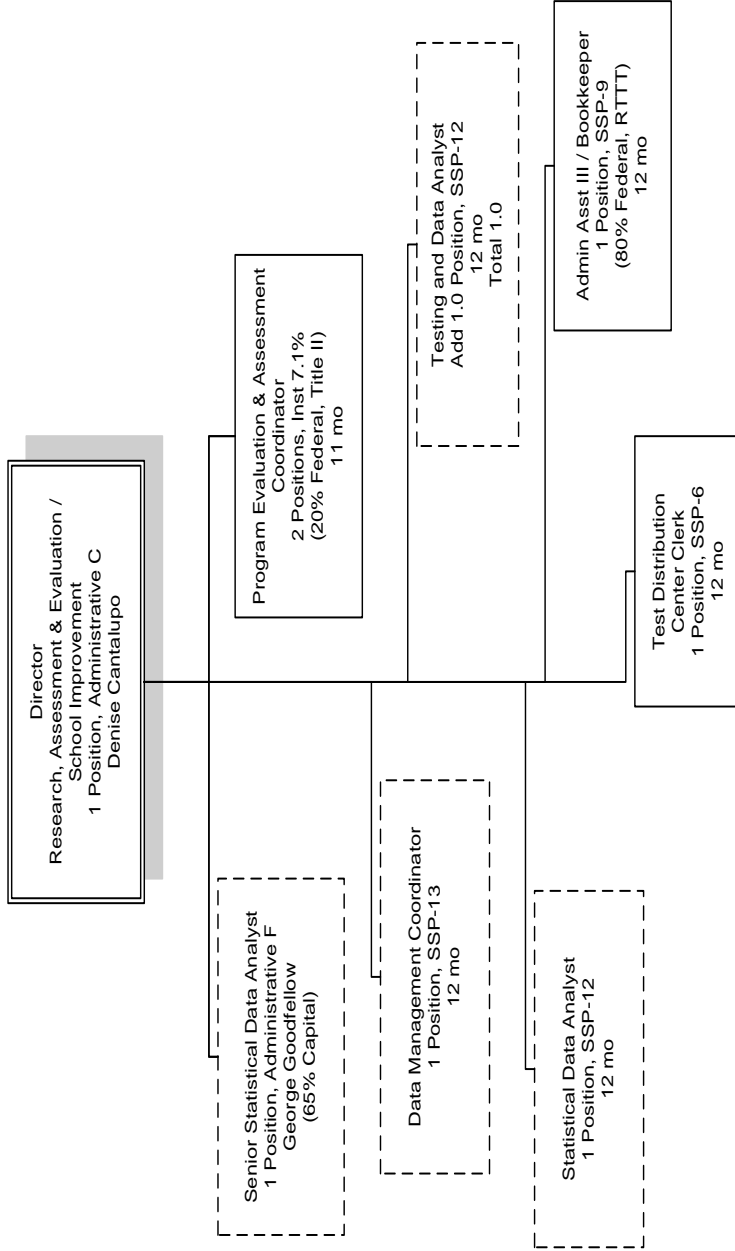 Director
Research, Assessment & Evaluation /
School Improvement
1 Position, Administrative C
Denise Cantalupo
Senior Statistical Data Analyst
1 Position, Administrative F
George Goodfellow
(65% Capital)
Program Evaluation & Assessment
Coordinator
2 Positions, Inst 7.1%
(20% Federal, Title II)
11 mo
Data Management Coordinator
1 Position, SSP-13
12 mo
Testing and Data Analyst
Add 1.0 Position, SSP-12
12 mo
Total 1.0
Statistical Data Analyst
1 Position, SSP-12
12 mo
Admin Asst III / Bookkeeper
1 Position, SSP-9
(80% Federal, RTTT)
12 mo
Test Distribution
Center Clerk
1 Position, SSP-6
12 mo